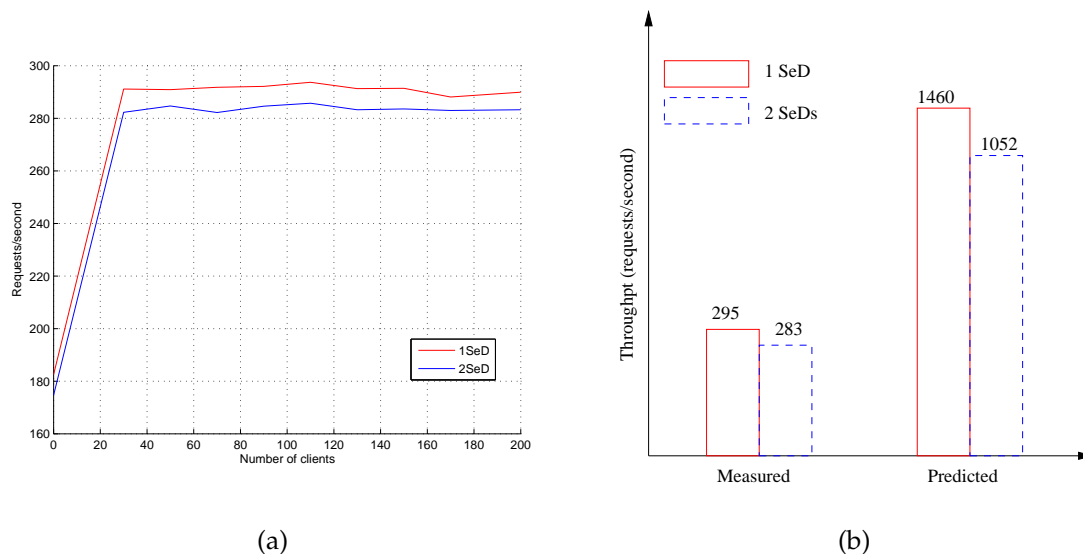 300
280
260
240
220
200
180
160
0
20
40
60
80
100
120
140
160
180
200
Requests/second
Number of clients
1SeD
2SeD
(a)
Throughpt (requests/second)
1 SeD
2 SeDs
295
283
1460
1052
Measured
Predicted
(b)